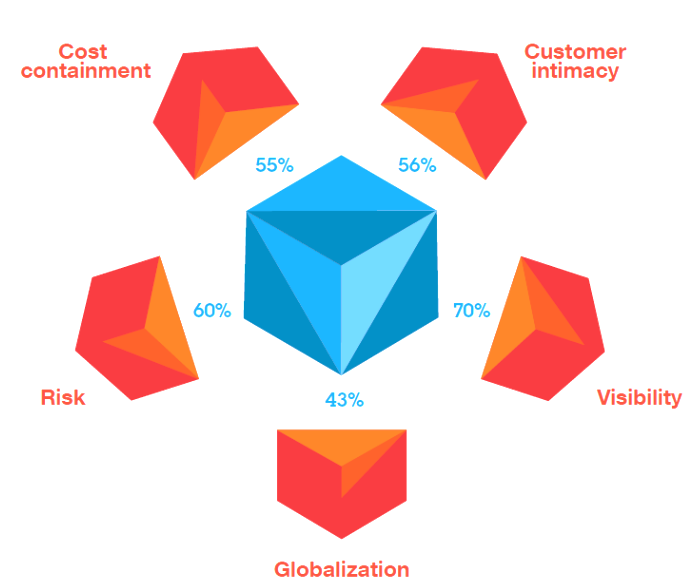 Cost
containment
Customer
intimacy
55%
56%
60%
70%
43%
Risk
Visibility
Globalization